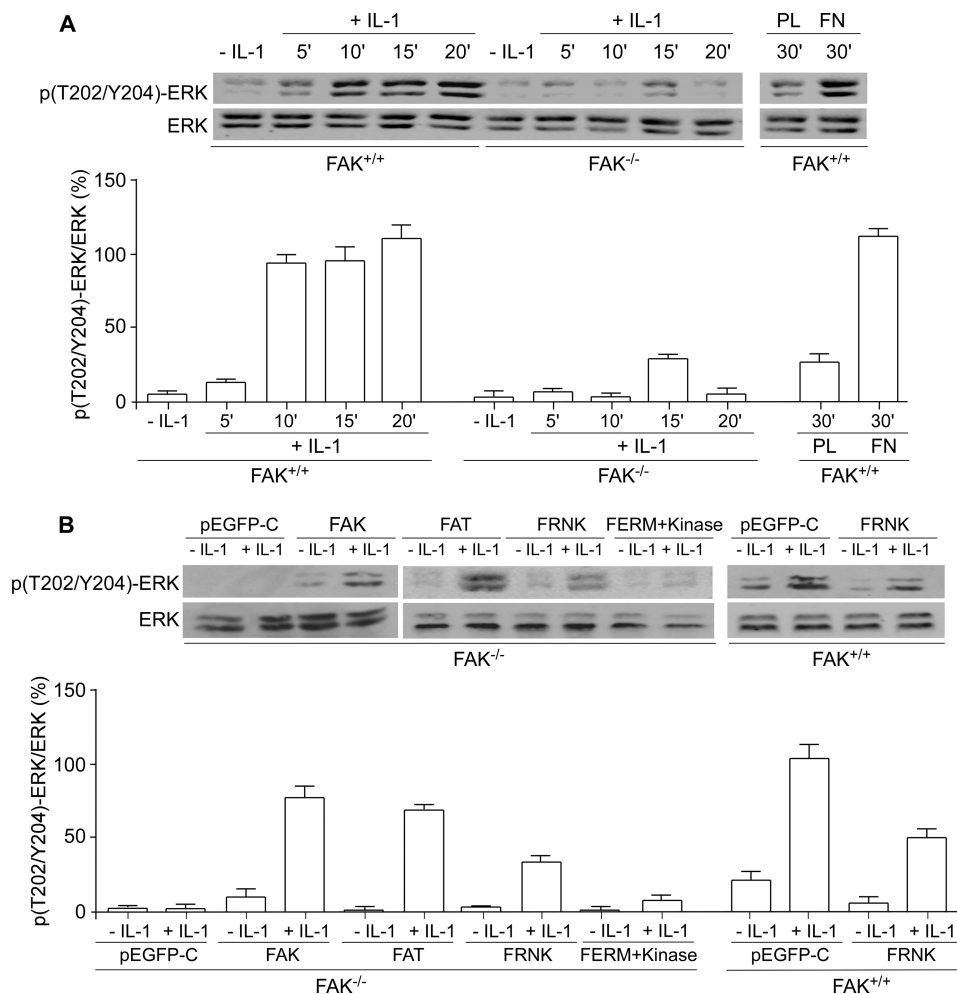 A
+ IL-1 + IL-1 PL FN
- IL-1 5' 10' 15' 20' - IL-1 5' 10' 15' 20' 30' 30'
p(T202/Y204)-ERK
ERK
FAK+/+ FAK-/- FAK+/+
p(T202/Y204)-ERK/ERK (%)
150
100
50
0
- IL-1 5' 10' 15' 20' - IL-1 5' 10' 15' 20' 30' 30'
+ IL-1 + IL-1 PL FN
FAK+/+ FAK-/- FAK+/+
B
pEGFP-C FAK FAT FRNK FERM+Kinase pEGFP-C FRNK
- IL-1 + IL-1 - IL-1 + IL-1 - IL-1 + IL-1 - IL-1 + IL-1 - IL-1 + IL-1 - IL-1 + IL-1 - IL-1 + IL-1
p(T202/Y204)-ERK
ERK
FAK-/- FAK+/+
p(T202/Y204)-ERK/ERK (%)
150
100
50
0
- IL-1 + IL-1 - IL-1 + IL-1 - IL-1 + IL-1 - IL-1 + IL-1 - IL-1 + IL-1 - IL-1 + IL-1 - IL-1 + IL-1
pEGFP-C FAK FAT FRNK FERM+Kinase pEGFP-C FRNK
FAK-/- FAK+/+